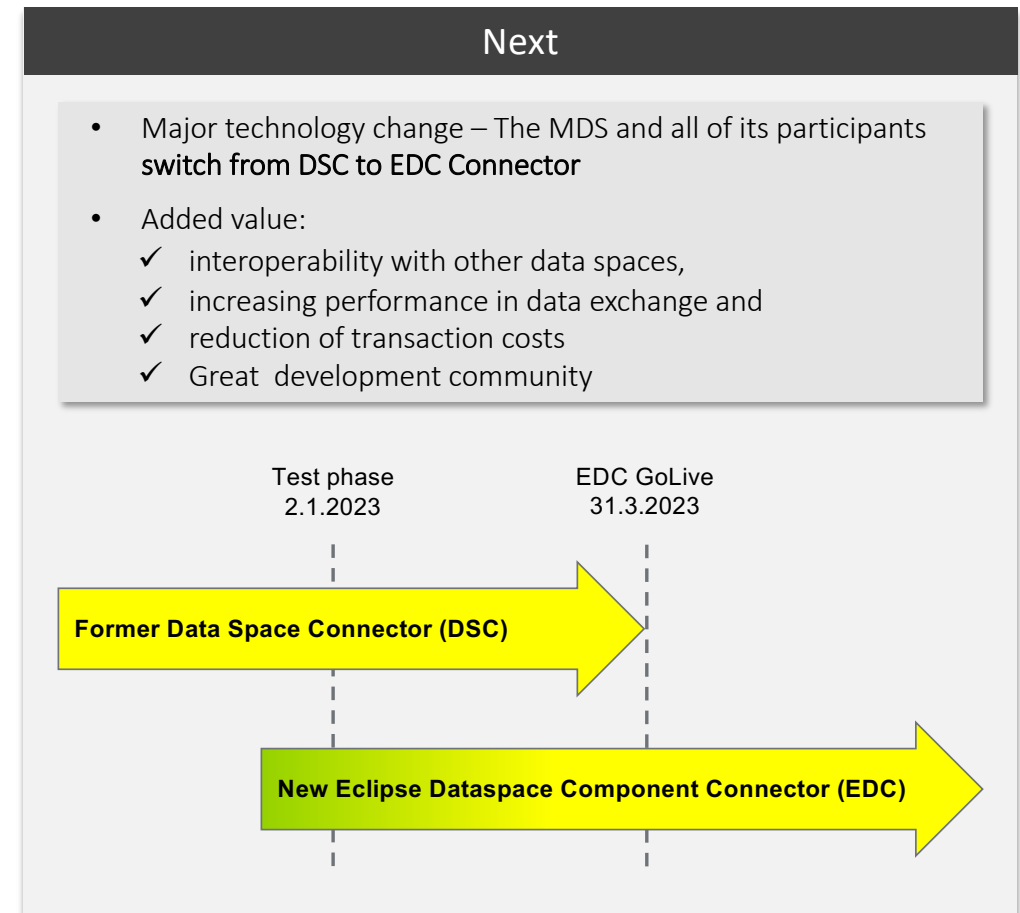 Next
• Major technology change – The MDS and all of its participants
switch from DSC to EDC Connector
• Added value:
✓ interoperability with other data spaces,
✓ increasing performance in data exchange and
✓ reduction of transaction costs
✓ Great  development community
Test phase
2.1.2023
EDC GoLive
31.3.2023
Former Data Space Connector (DSC)
New Eclipse Dataspace Component Connector (EDC)